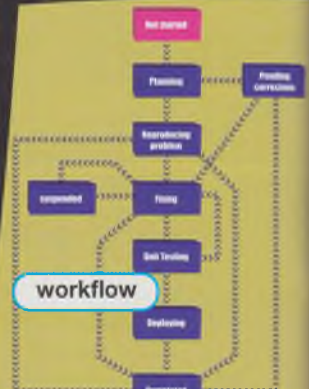 Not started
Planning
Pending
corrections
Reproducing
problem
suspended
Fixing
Unit Testing
workflow
Deploying